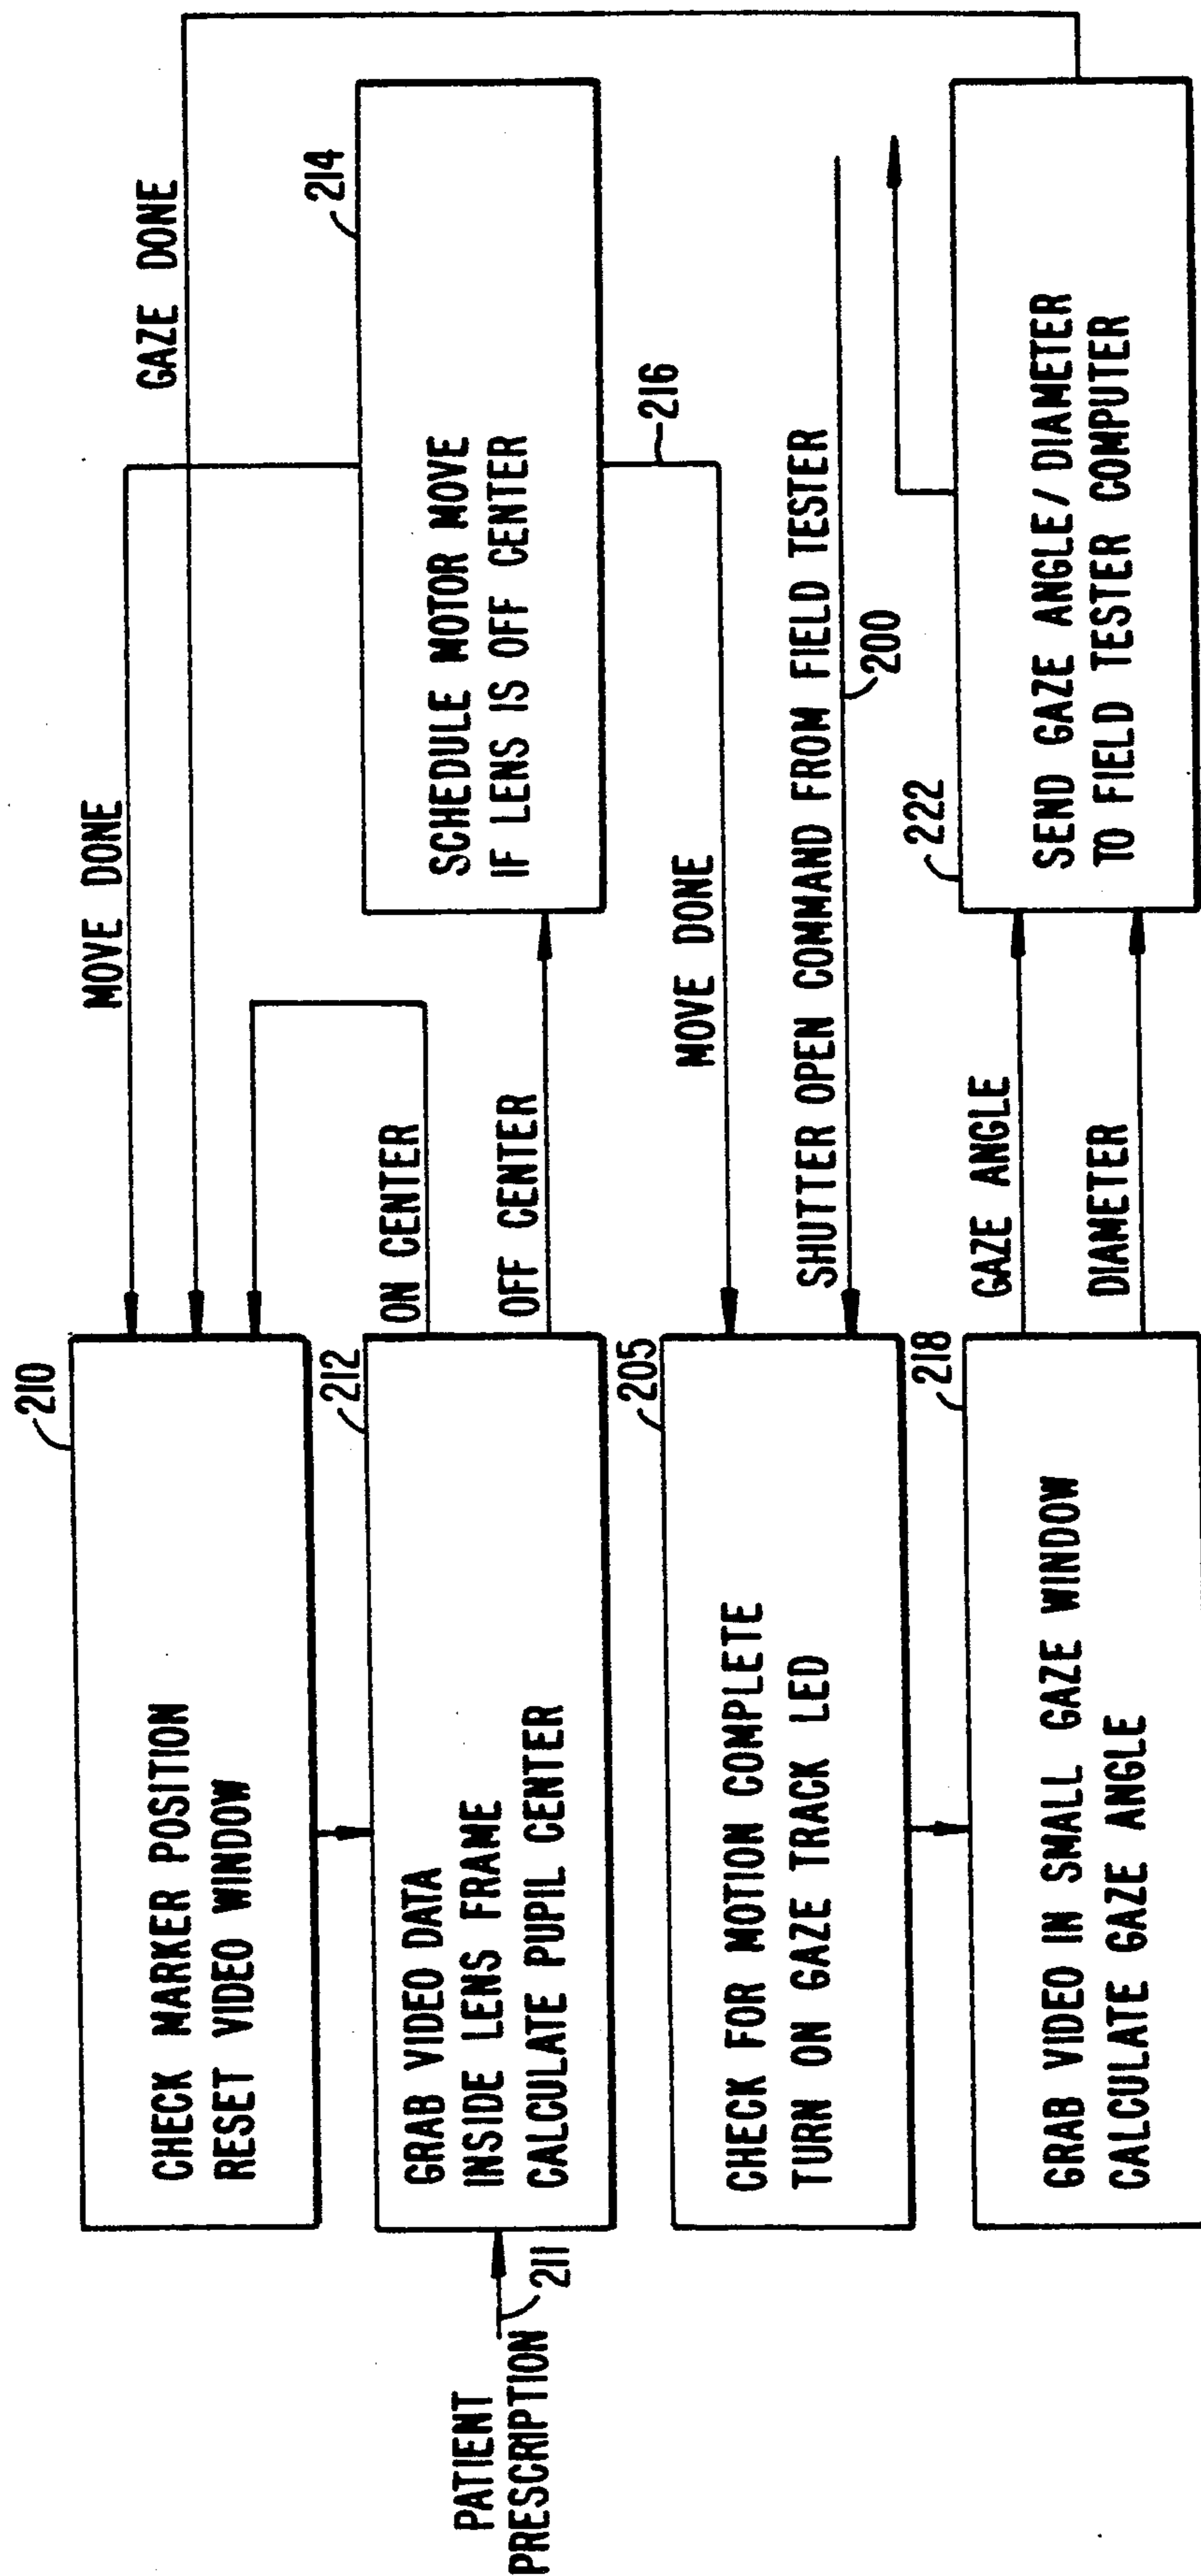 GAZE DONE
MOVE DONE
210
CHECK MARKER POSITION
RESET VIDEO WINDOW
ON CENTER
214
SCHEDULE MOTOR MOVE
IF LENS IS OFF CENTER
PATIENT
PRESCRIPTION
211
212
GRAB VIDEO DATA
INSIDE LENS FRAME
CALCULATE PUPIL CENTER
OFF CENTER
216
MOVE DONE
205
CHECK FOR MOTION COMPLETE
TURN ON GAZE TRACK LED
SHUTTER OPEN COMMAND FROM FIELD TESTER
200
218
GRAB VIDEO IN SMALL GAZE WINDOW
CALCULATE GAZE ANGLE
GAZE ANGLE
DIAMETER
222
SEND GAZE ANGLE/ DIAMETER
TO FIELD TESTER COMPUTER